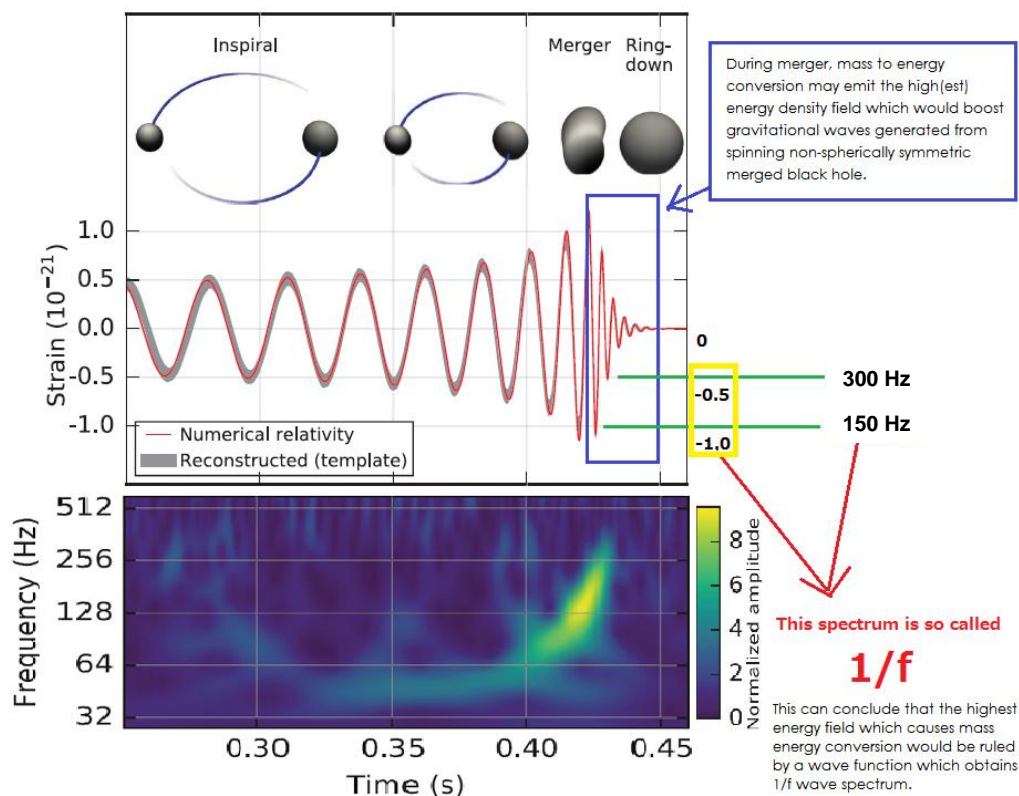 Inspiral
Merger
Ring-
down
During merger, mass to energy
conversion may emit the high(est)
energy density field which would boost
gravitational waves generated from
spinning non-spherically symmetric
merged black hole.
Strain (10⁻²¹)
1.0
0.5
0.0
-0.5
-1.0
Numerical relativity
Reconstructed (template)
0
-0.5
-1,0
300 Hz
150 Hz
Frequency (Hz)
512
256
128
64
32
0.30
0.35
0.40
0.45
Time (s)
8
6
4
2
0
Normalized amplitude
This spectrum is so called
1/f
This can conclude that the highest
energy field which causes mass
energy conversion would be ruled
by a wave function which obtains
1/f wave spectrum.